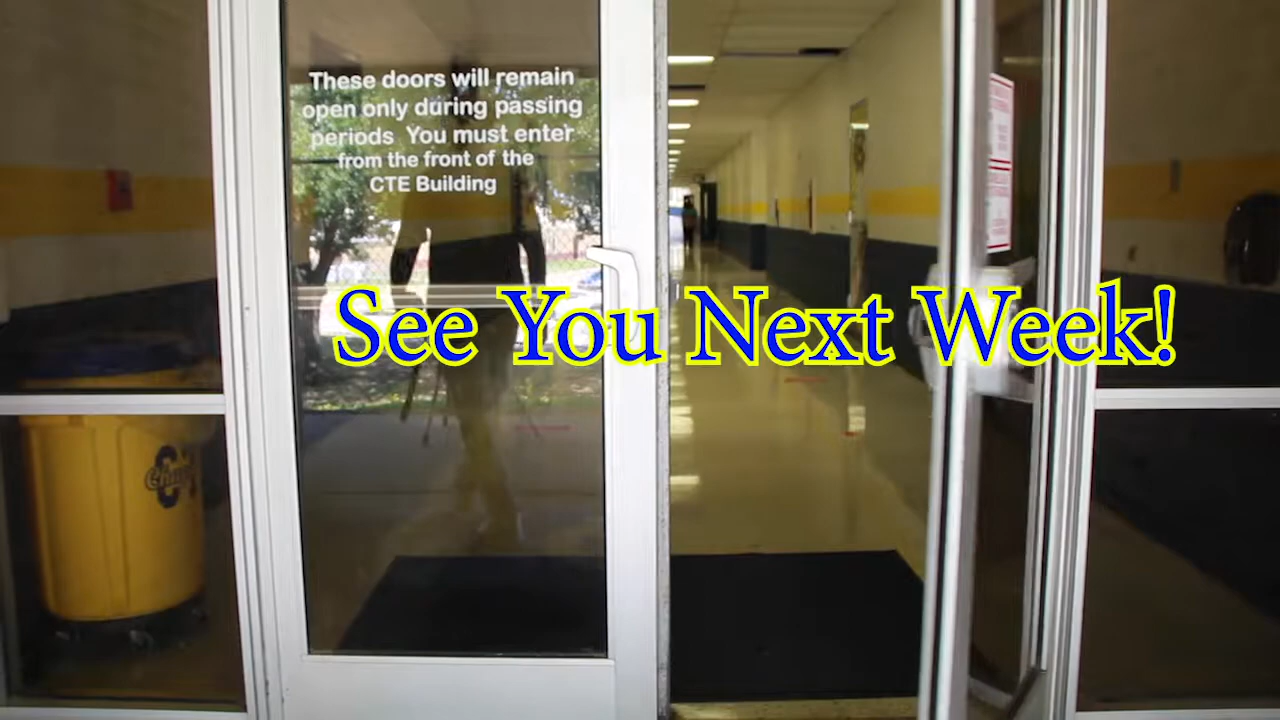 These doors will remain
open only during passing
periods You must enter
from the front of the
CTE Building
See You Next Week!